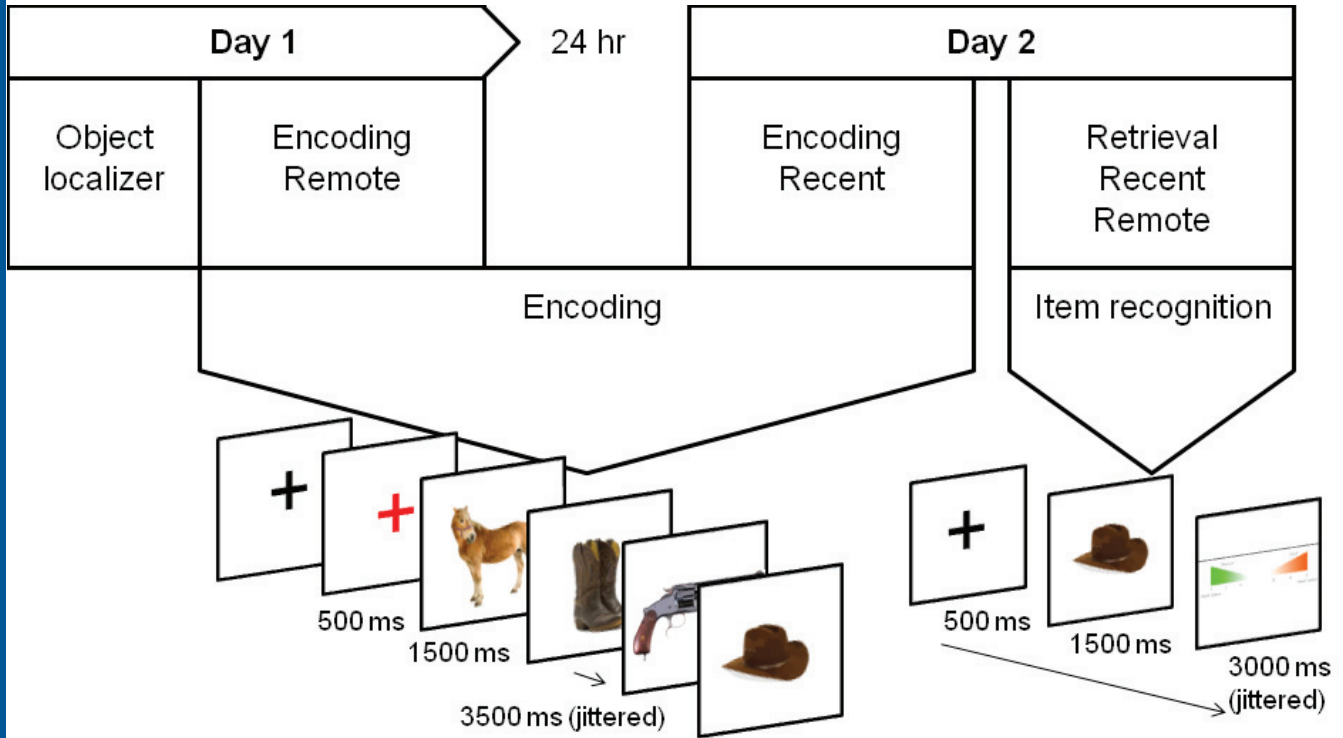 Day 1
24 hr
Day 2
Object
localizer
Encoding
Remote
Encoding
Recent
Retrieval
Recent
Remote
Encoding
Item recognition
500 ms
1500 ms
3500 ms (jittered)
500 ms
1500 ms
3000 ms
(jittered)